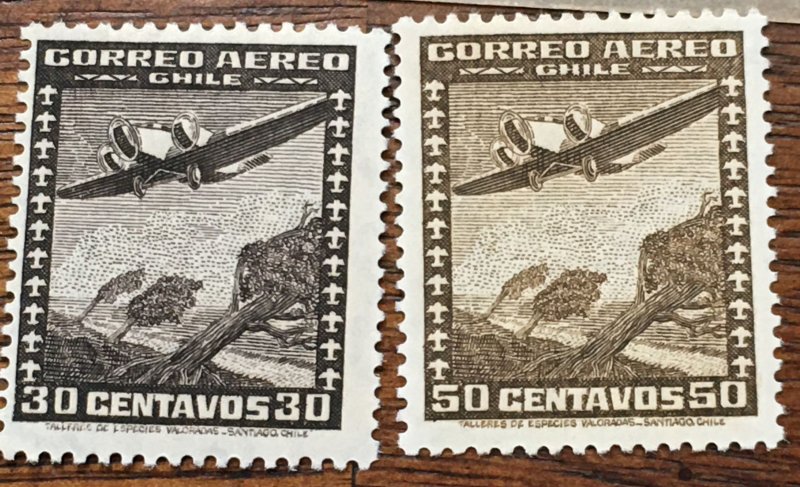 CORREO AEREO
CHILE
30 CENTAVOS 30
TALLERES DE ESPECIES VALORADAS-SANTIAGO, CHILE
CORREO AEREO
CHILE
50 CENTAVOS 50
TALLERES DE ESPECIES VALORADAS-SANTIAGO, CHILE